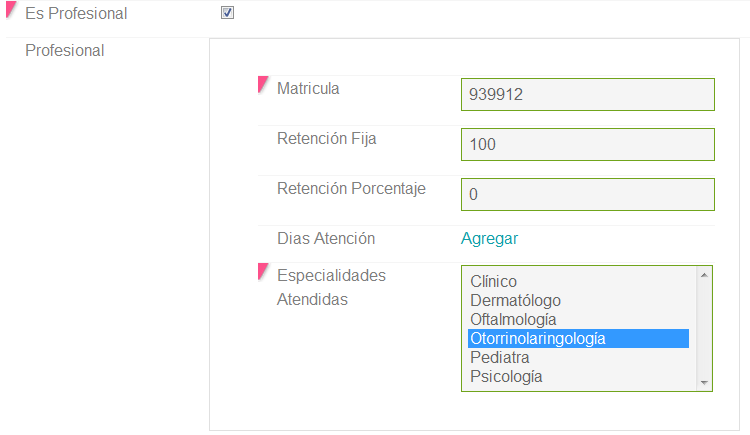 Es Profesional
Profesional
Matricula
939912
Retención Fija
100
Retención Porcentaje
0
Dias Atención
Agregar
Especialidades
Atendidas
Clínico
Dermatólogo
Oftalmología
Otorrinolaringología
Pediatra
Psicología